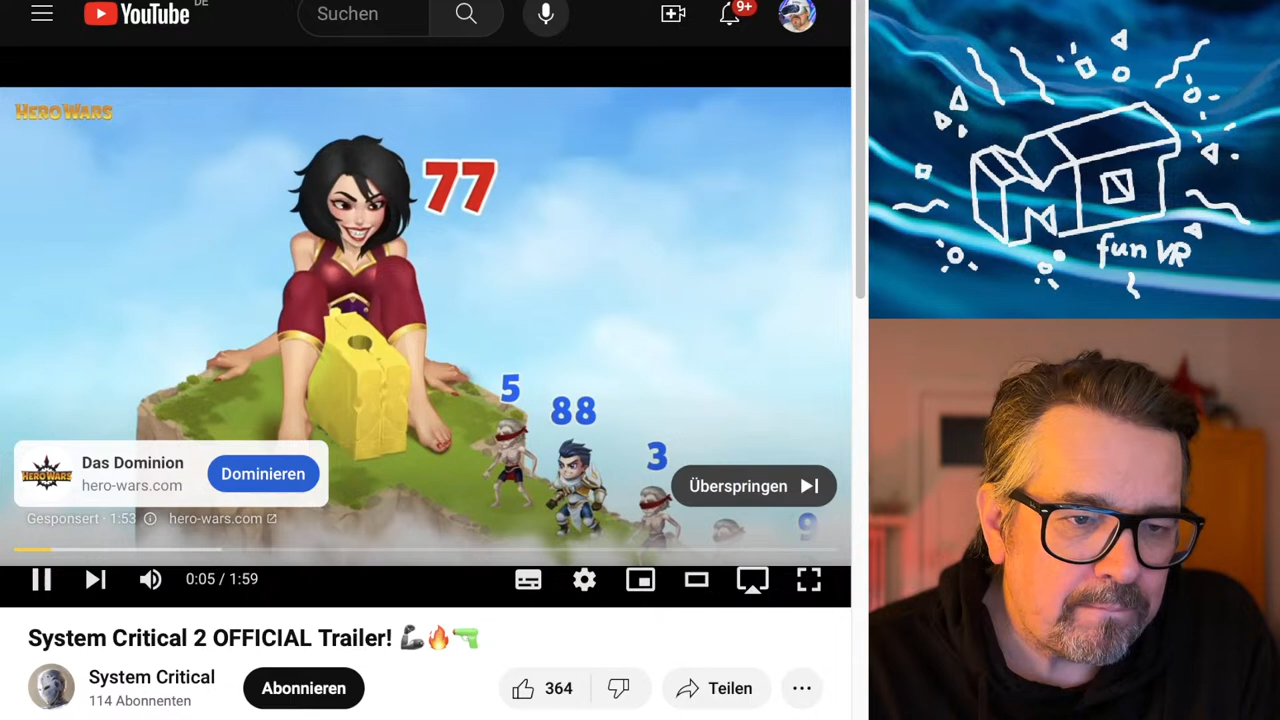 DE
YouTube
Suchen
9+
HERO WARS
77
5
88
3
9
HERO WARS
Das Dominion
hero-wars.com
Dominieren
Überspringen
Gesponsert · 1:53
hero-wars.com
0:05 / 1:59
System Critical 2 OFFICIAL Trailer! 🦾🔥🔫
System Critical
114 Abonnenten
Abonnieren
364
Teilen
fun VR